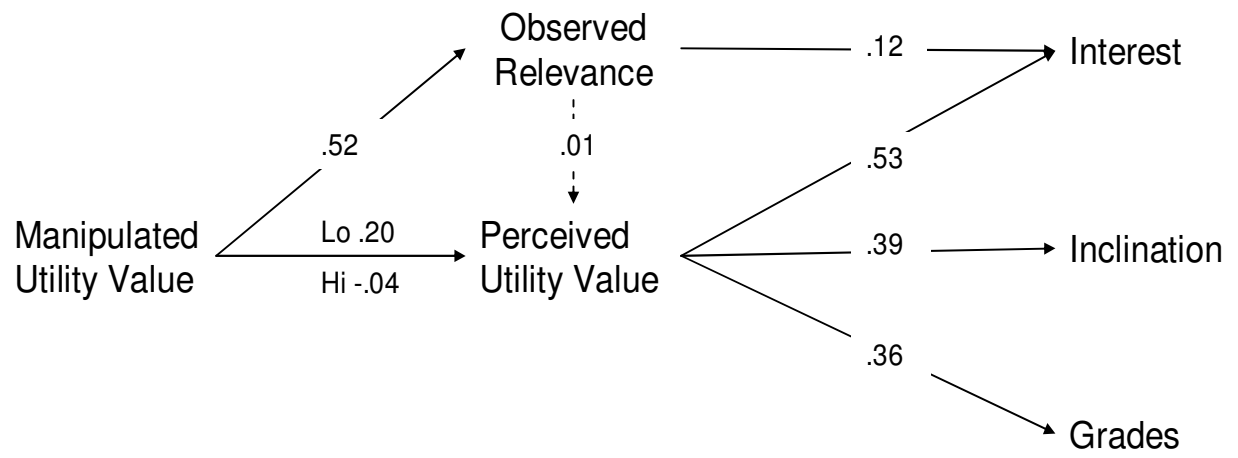 Observed
Relevance
.12
Interest
.52
.01
.53
Manipulated
Utility Value
Lo .20
Hi -.04
Perceived
Utility Value
.39
Inclination
.36
Grades